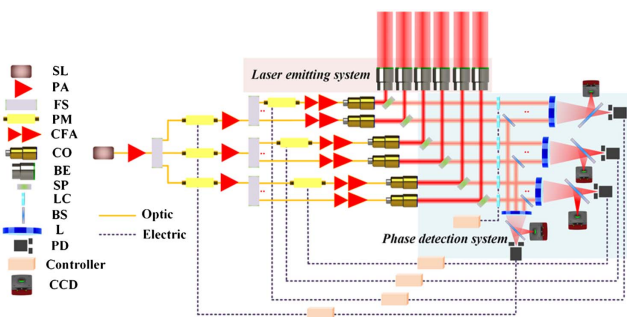 Laser emitting system
SL
PA
FS
PM
CFA
CO
BE
SP
LC
BS
L
PD
Controller
CCD
Optic
Electric
Phase detection system